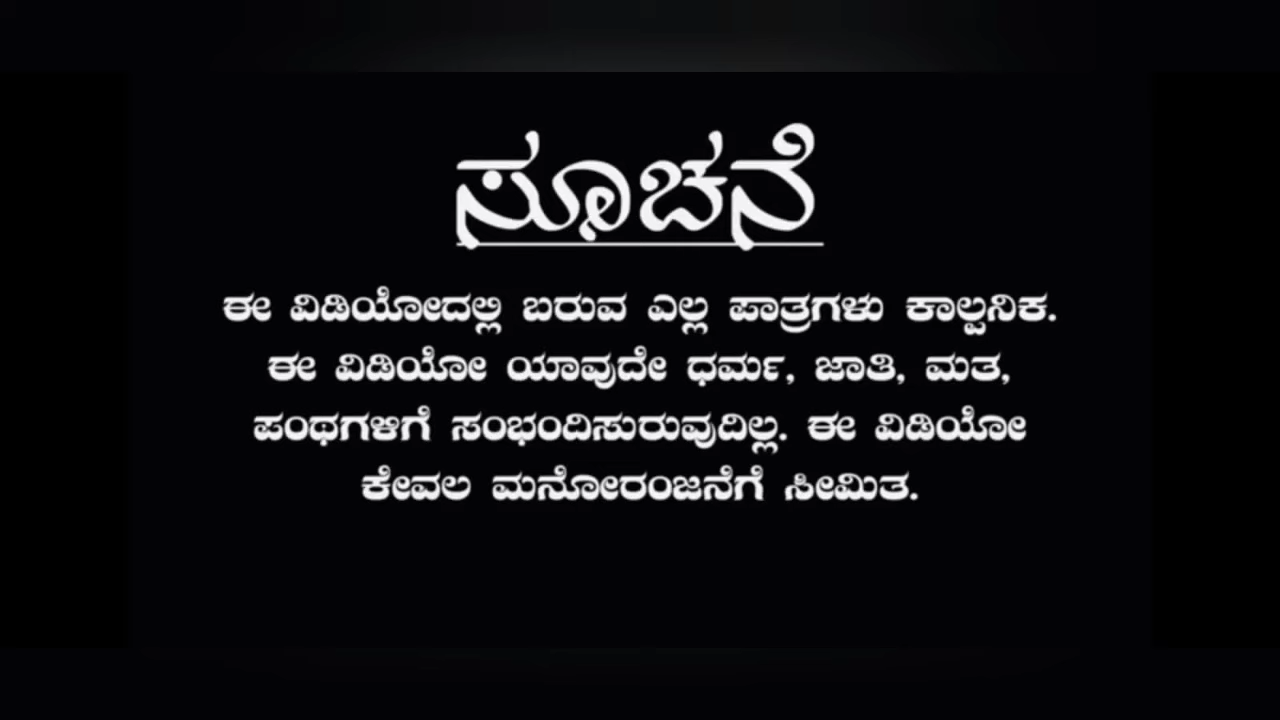 ಸೂಚನೆ
ಈ ವಿಡಿಯೋದಲ್ಲಿ ಬರುವ ಎಲ್ಲ ಪಾತ್ರಗಳು ಕಾಲ್ಪನಿಕ.
ಈ ವಿಡಿಯೋ ಯಾವುದೇ ಧರ್ಮ, ಜಾತಿ, ಮತ,
ಪಂಥಗಳಿಗೆ ಸಂಭಂದಿಸುರುವುದಿಲ್ಲ. ಈ ವಿಡಿಯೋ
ಕೇವಲ ಮನೋರಂಜನೆಗೆ ಸೀಮಿತ.